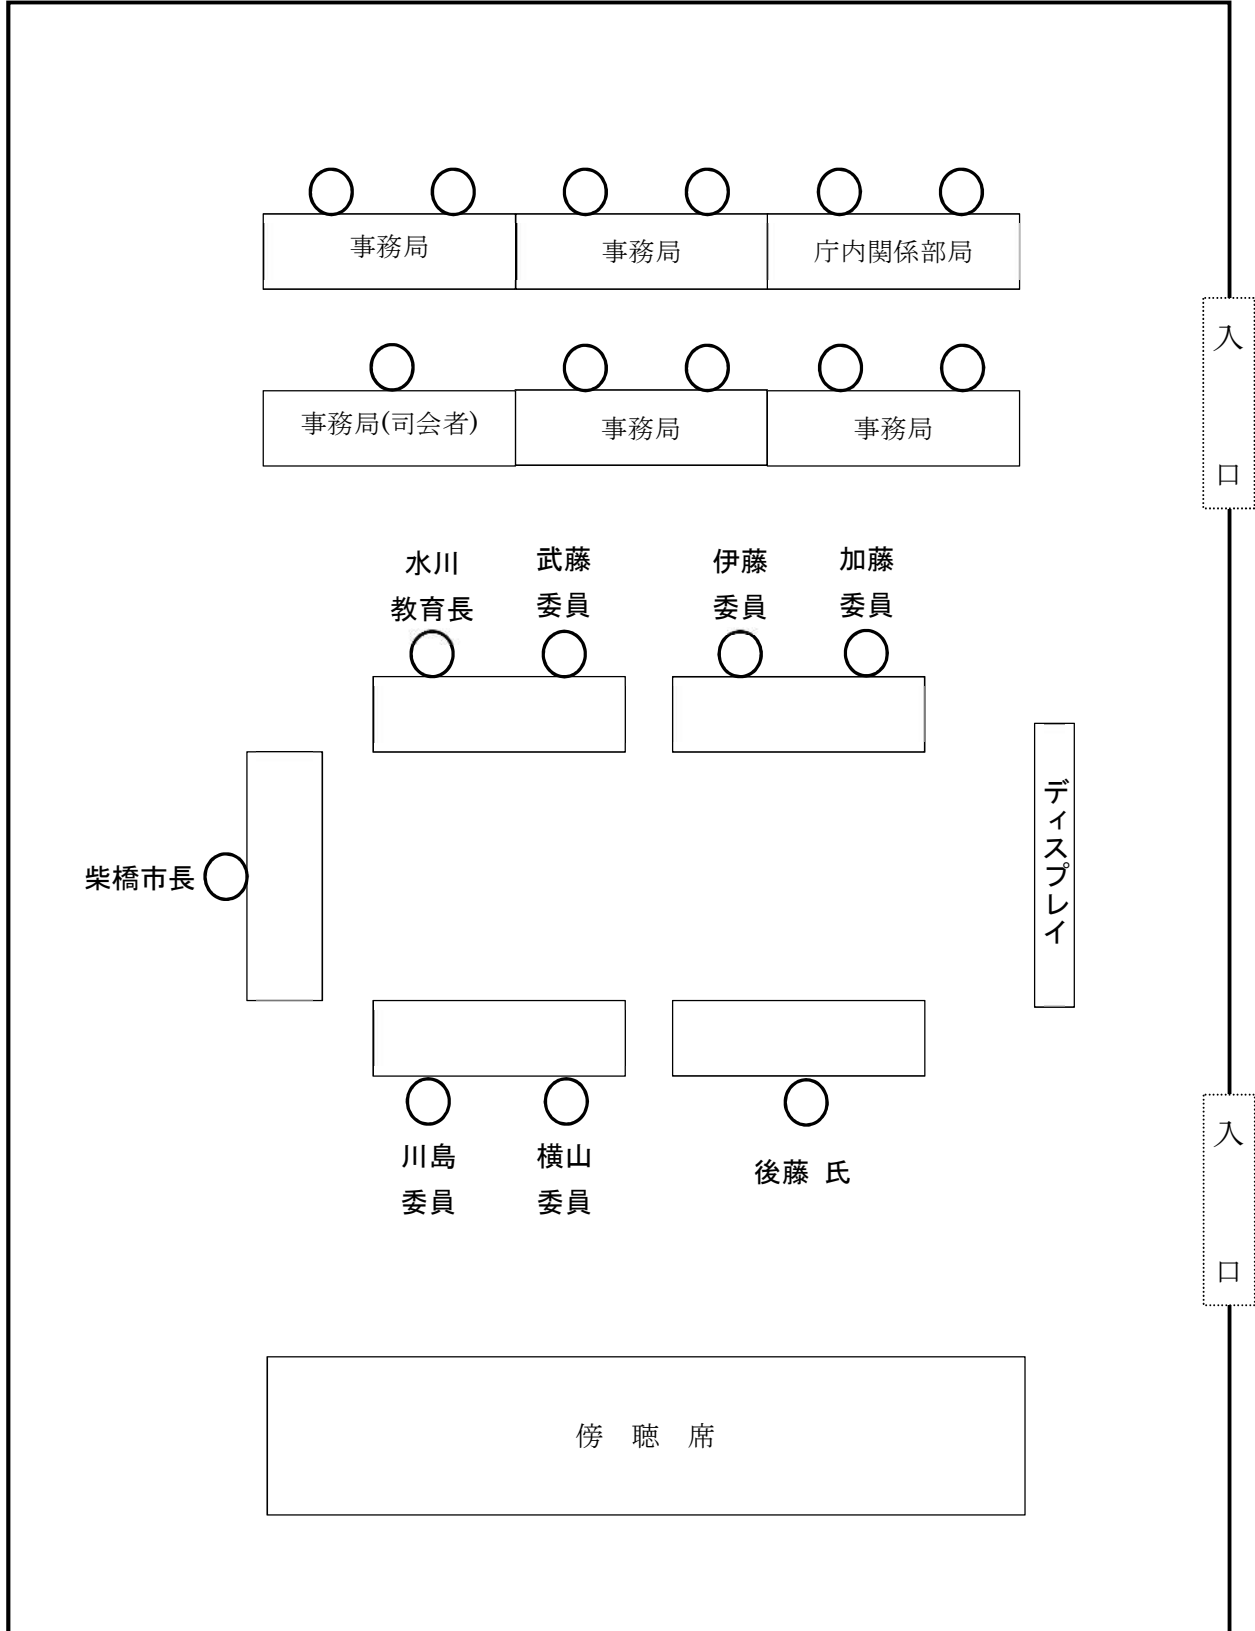 事務局
事務局
庁内関係部局
事務局(司会者)
事務局
事務局
入口
水川
教育長
武藤
委員
伊藤
委員
加藤
委員
柴橋市長
ディスプレイ
川島
委員
横山
委員
後藤 氏
入口
傍 聴 席